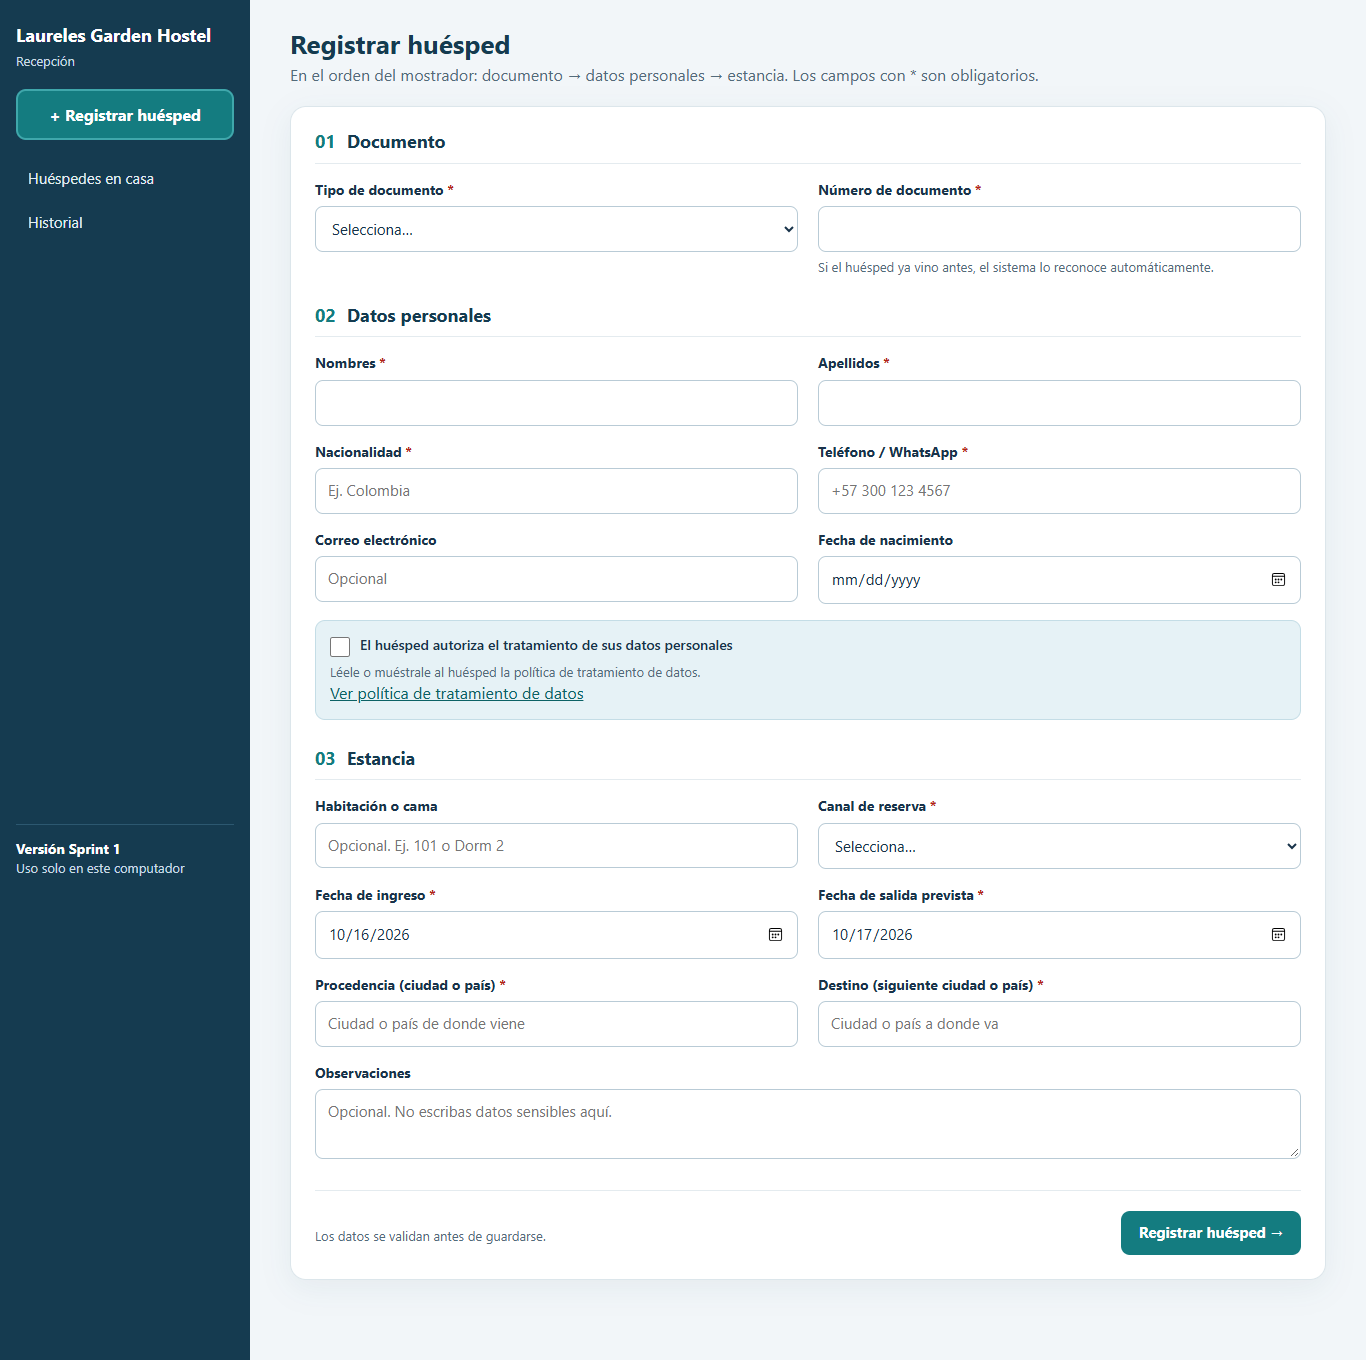 Laureles Garden Hostel
Recepción
+ Registrar huésped
Huéspedes en casa
Historial
Versión Sprint 1
Uso solo en este computador
Registrar huésped
En el orden del mostrador: documento → datos personales → estancia. Los campos con * son obligatorios.
01 Documento
Tipo de documento *
Selecciona...
Número de documento *
Si el huésped ya vino antes, el sistema lo reconoce automáticamente.
02 Datos personales
Nombres *
Apellidos *
Nacionalidad *
Ej. Colombia
Teléfono / WhatsApp *
+57 300 123 4567
Correo electrónico
Opcional
Fecha de nacimiento
mm/dd/yyyy
El huésped autoriza el tratamiento de sus datos personales
Léele o muéstrale al huésped la política de tratamiento de datos.
Ver política de tratamiento de datos
03 Estancia
Habitación o cama
Opcional. Ej. 101 o Dorm 2
Canal de reserva *
Selecciona...
Fecha de ingreso *
10/16/2026
Fecha de salida prevista *
10/17/2026
Procedencia (ciudad o país) *
Ciudad o país de donde viene
Destino (siguiente ciudad o país) *
Ciudad o país a donde va
Observaciones
Opcional. No escribas datos sensibles aquí.
Los datos se validan antes de guardarse.
Registrar huésped →